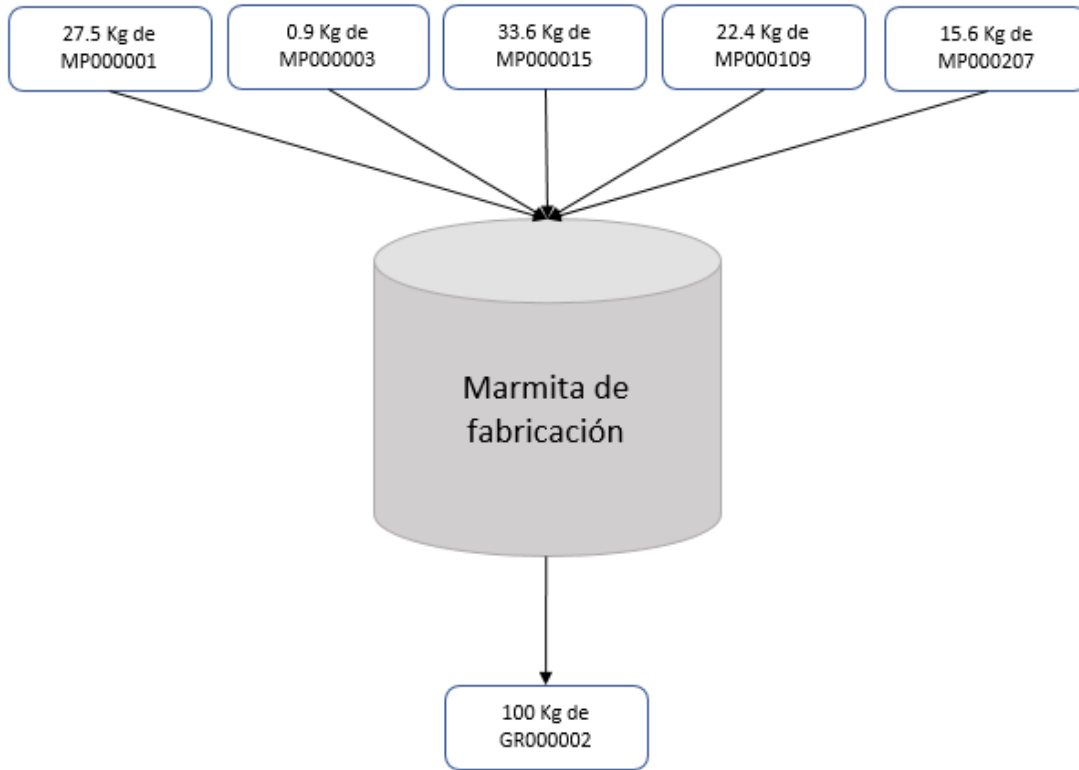 27.5 Kg de
MP000001
0.9 Kg de
MP000003
33.6 Kg de
MP000015
22.4 Kg de
MP000109
15.6 Kg de
MP000207
Marmita de
fabricación
100 Kg de
GR000002